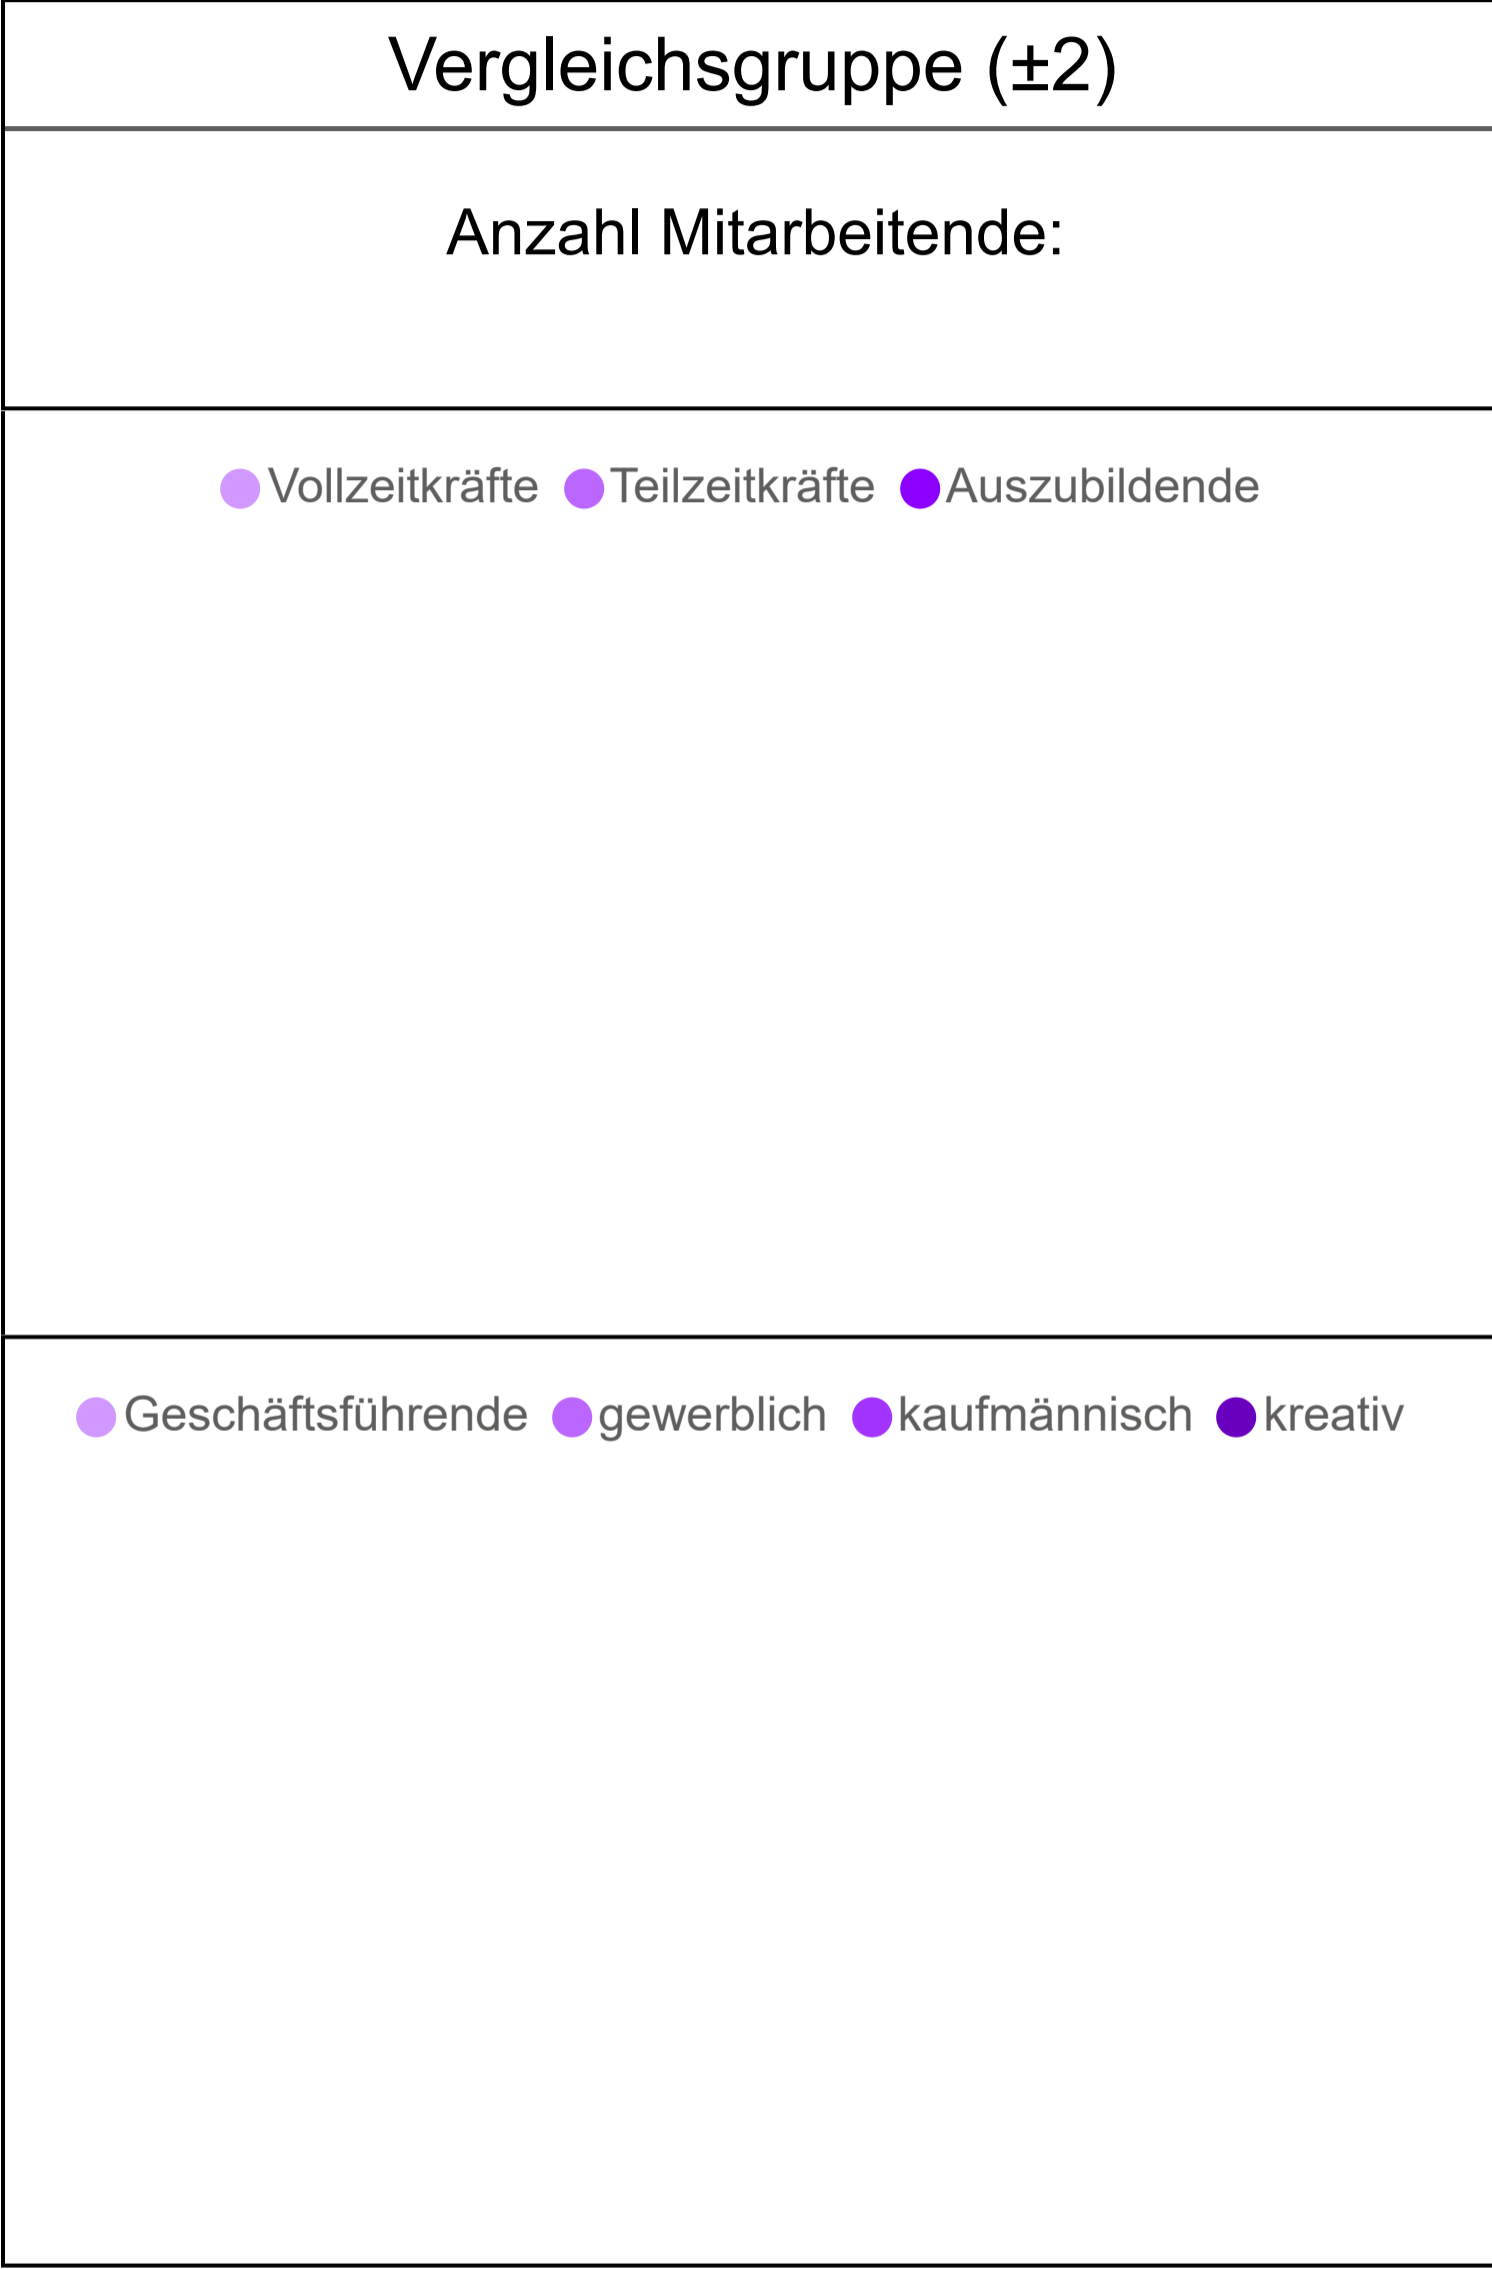 Vergleichsgruppe (±2)
Anzahl Mitarbeitende:
Vollzeitkräfte Teilzeitkräfte Auszubildende
Geschäftsführende gewerblich kaufmännisch kreativ